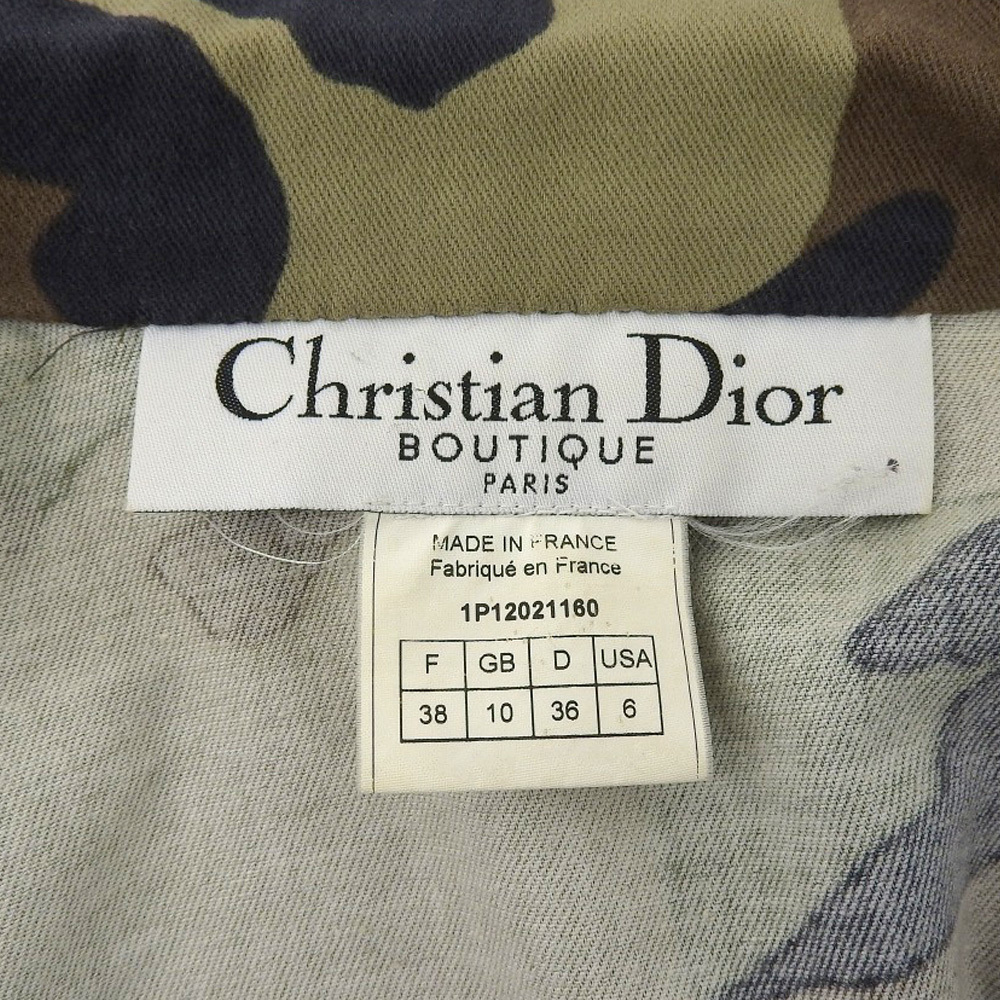 Christian Dior
BOUTIQUE
PARIS
MADE IN FRANCE
Fabriqué en France
1P12021160
F GB D USA
38 10 36 6